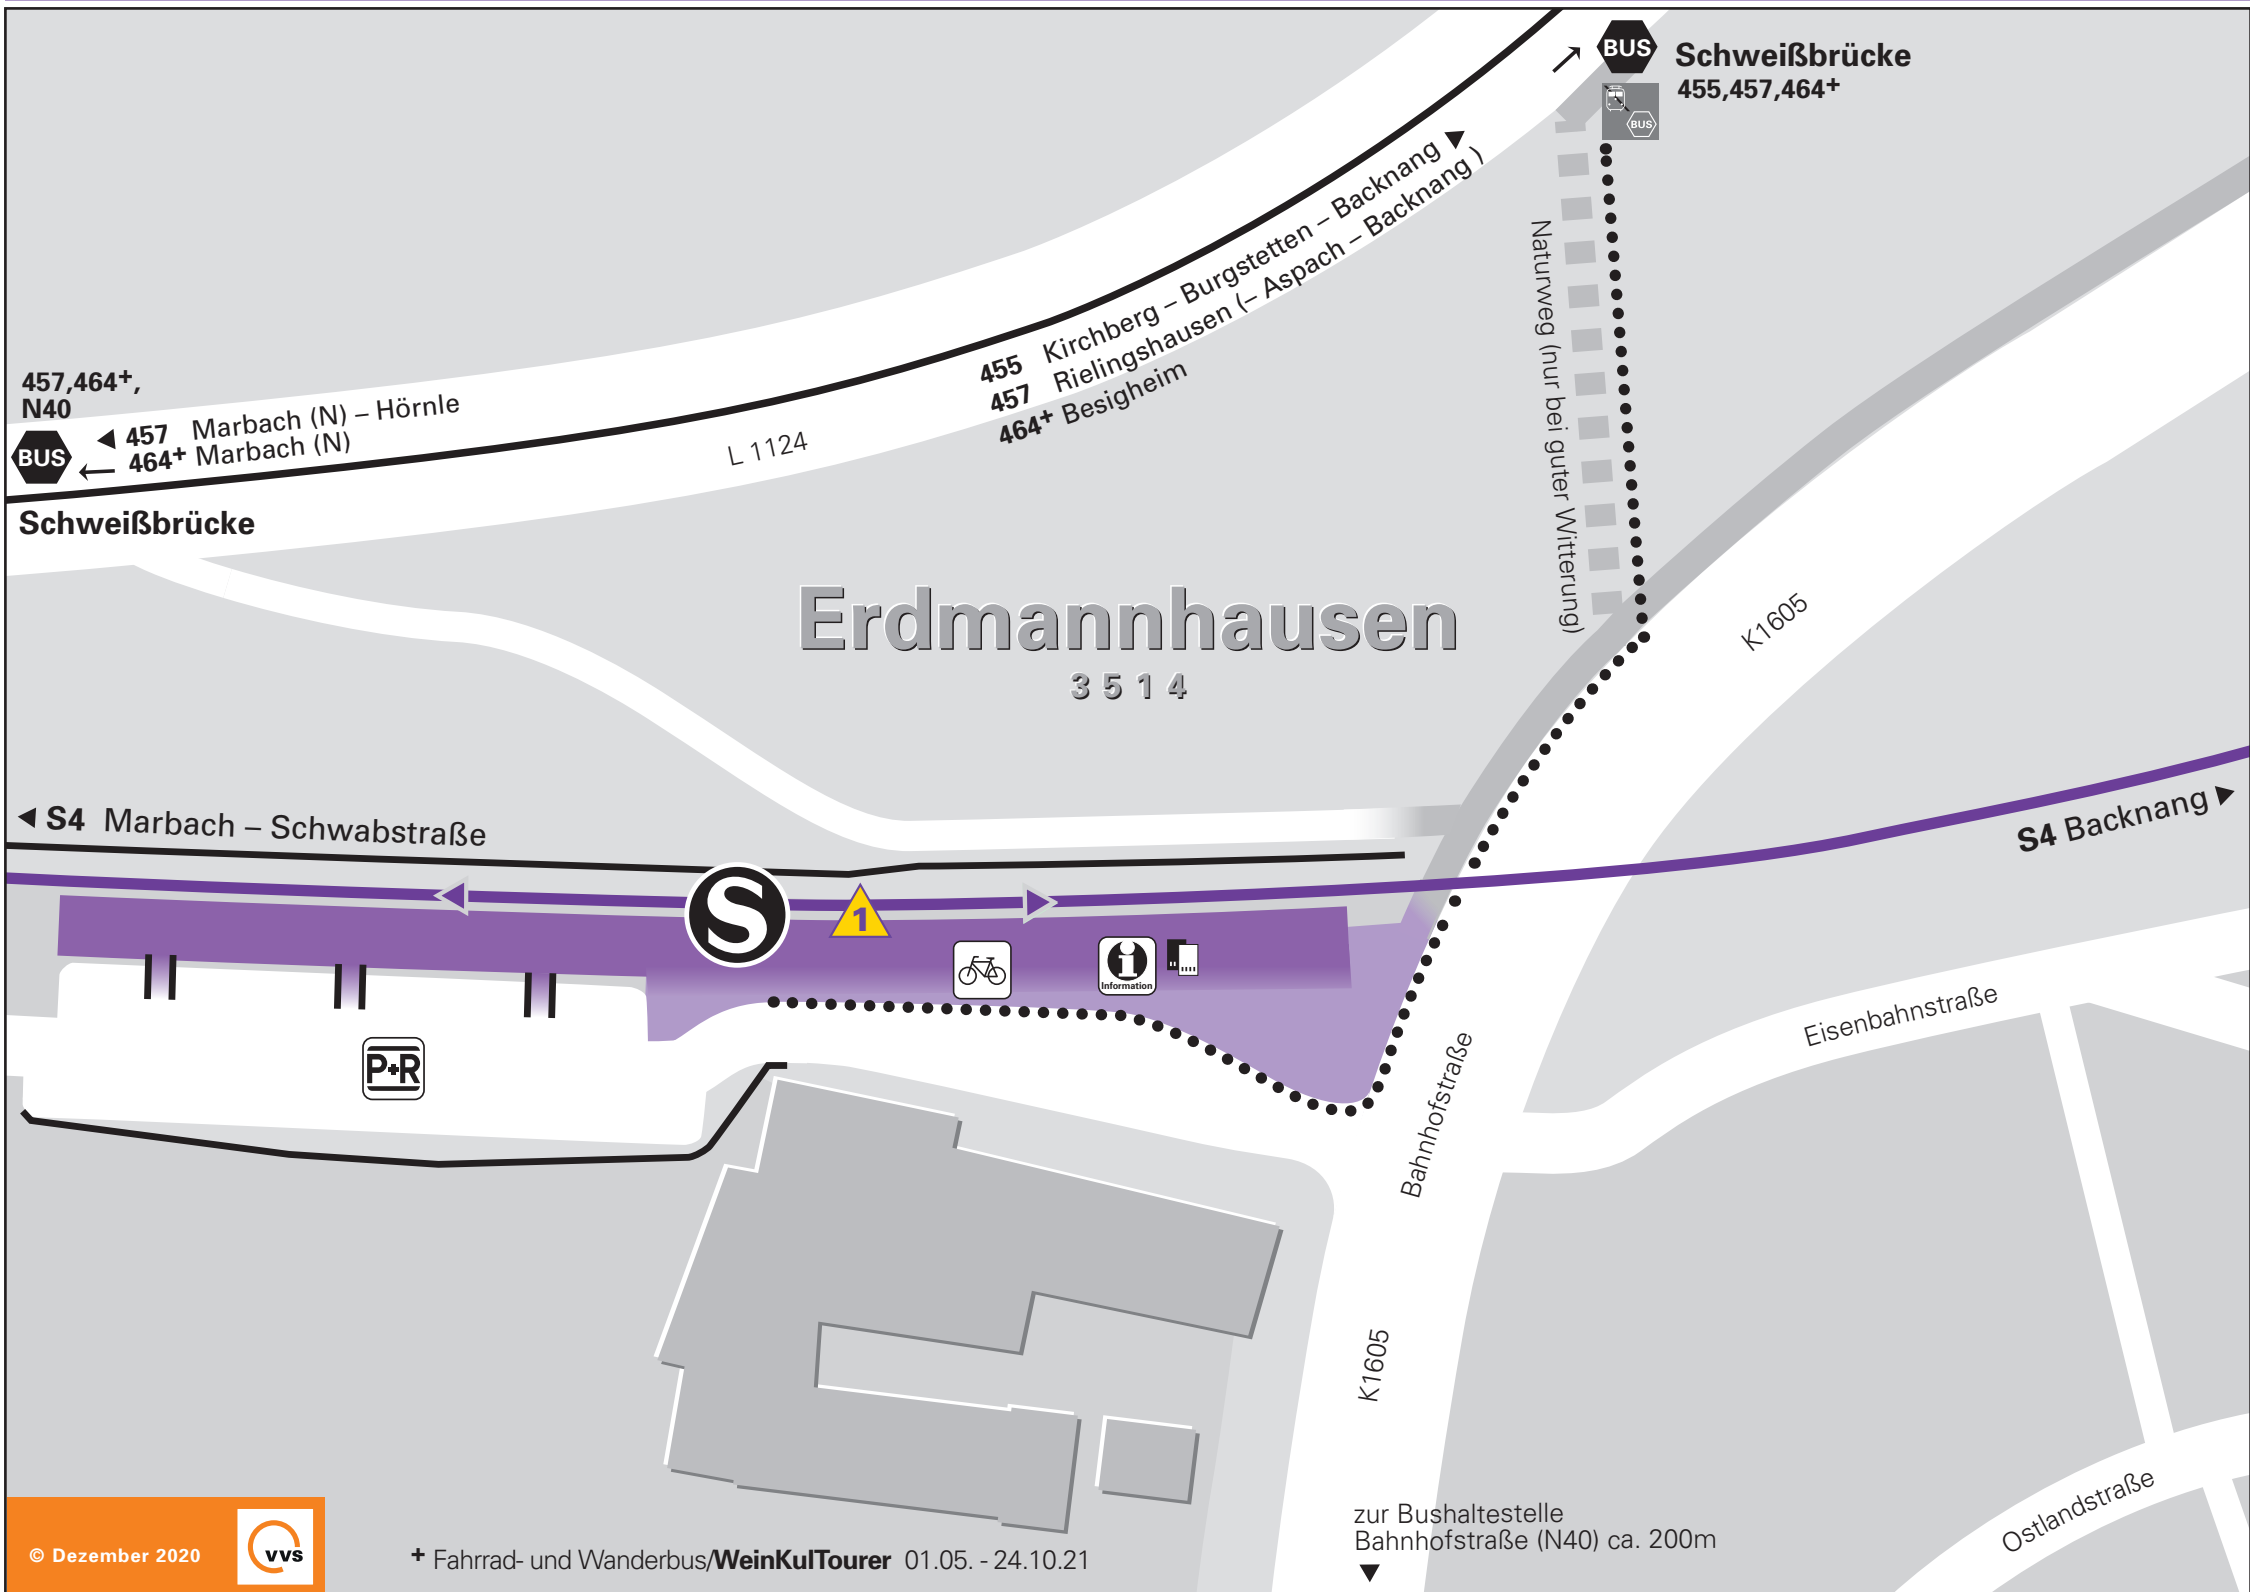 BUS
Schweißbrücke
455,457,464+
BUS
Naturweg (nur bei guter Witterung)
455 Kirchberg – Burgstetten – Backnang
457 Rielingshausen (– Aspach – Backnang )
464+ Besigheim
457,464+,
N40
BUS
457 Marbach (N) – Hörnle
464+ Marbach (N)
Schweißbrücke
L 1124
Erdmannhausen
3514
K1605
S4 Marbach – Schwabstraße
S4 Backnang
S
1
i
Information
P+R
Eisenbahnstraße
Bahnhofstraße
K1605
Ostlandstraße
zur Bushaltestelle
Bahnhofstraße (N40) ca. 200m
© Dezember 2020
VVS
+ Fahrrad- und Wanderbus/WeinKulTourer 01.05. - 24.10.21